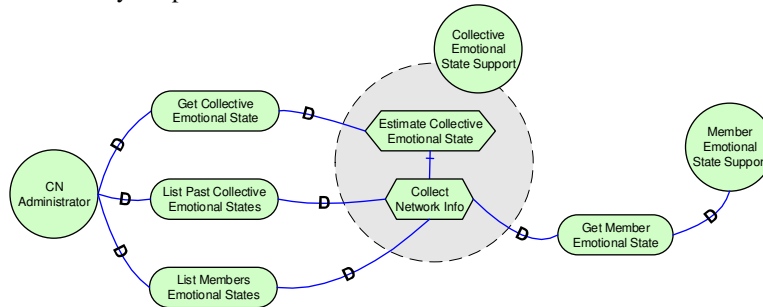 Collective
Emotional
State Support
Get Collective
Emotional State
D
D
Estimate Collective
Emotional State
Member
Emotional
State Support
CN
Administrator
D
List Past Collective
Emotional States
D
Collect
Network Info
D
D
Get Member
Emotional State
D
List Members
Emotional States
D